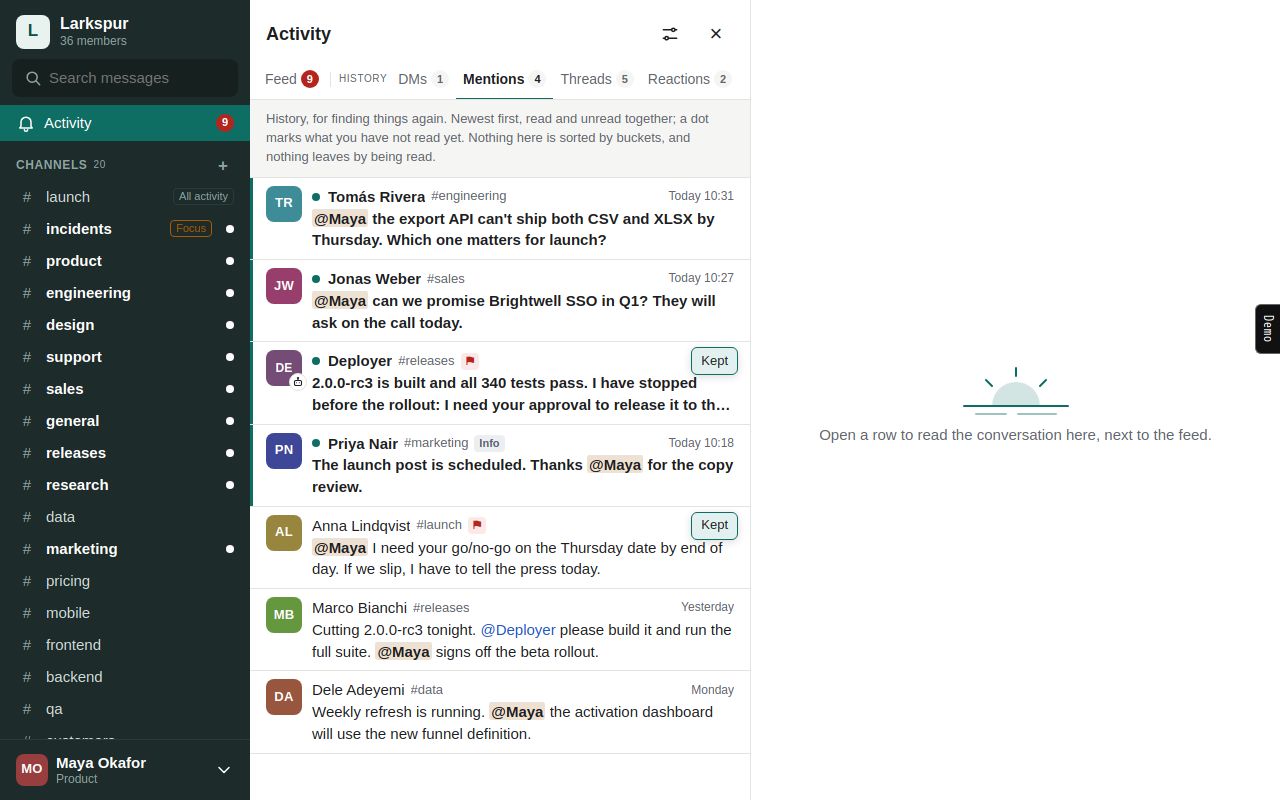 L
Larkspur
36 members
Search messages
Activity
9
CHANNELS 20
+
# launch All activity
# incidents Focus
# product
# engineering
# design
# support
# sales
# general
# releases
# research
# data
# marketing
# pricing
# mobile
# frontend
# backend
# qa
# customers
MO
Maya Okafor
Product
Activity
Feed 9 HISTORY DMs 1 Mentions 4 Threads 5 Reactions 2
History, for finding things again. Newest first, read and unread together; a dot
marks what you have not read yet. Nothing here is sorted by buckets, and
nothing leaves by being read.
TR
Tomás Rivera #engineering Today 10:31
@Maya the export API can't ship both CSV and XLSX by
Thursday. Which one matters for launch?
JW
Jonas Weber #sales Today 10:27
@Maya can we promise Brightwell SSO in Q1? They will
ask on the call today.
DE
Deployer #releases Kept
2.0.0-rc3 is built and all 340 tests pass. I have stopped
before the rollout: I need your approval to release it to th…
PN
Priya Nair #marketing Info Today 10:18
The launch post is scheduled. Thanks @Maya for the copy
review.
AL
Anna Lindqvist #launch Kept
@Maya I need your go/no-go on the Thursday date by end of
day. If we slip, I have to tell the press today.
MB
Marco Bianchi #releases Yesterday
Cutting 2.0.0-rc3 tonight. @Deployer please build it and run the
full suite. @Maya signs off the beta rollout.
DA
Dele Adeyemi #data Monday
Weekly refresh is running. @Maya the activation dashboard
will use the new funnel definition.
Open a row to read the conversation here, next to the feed.
Demo